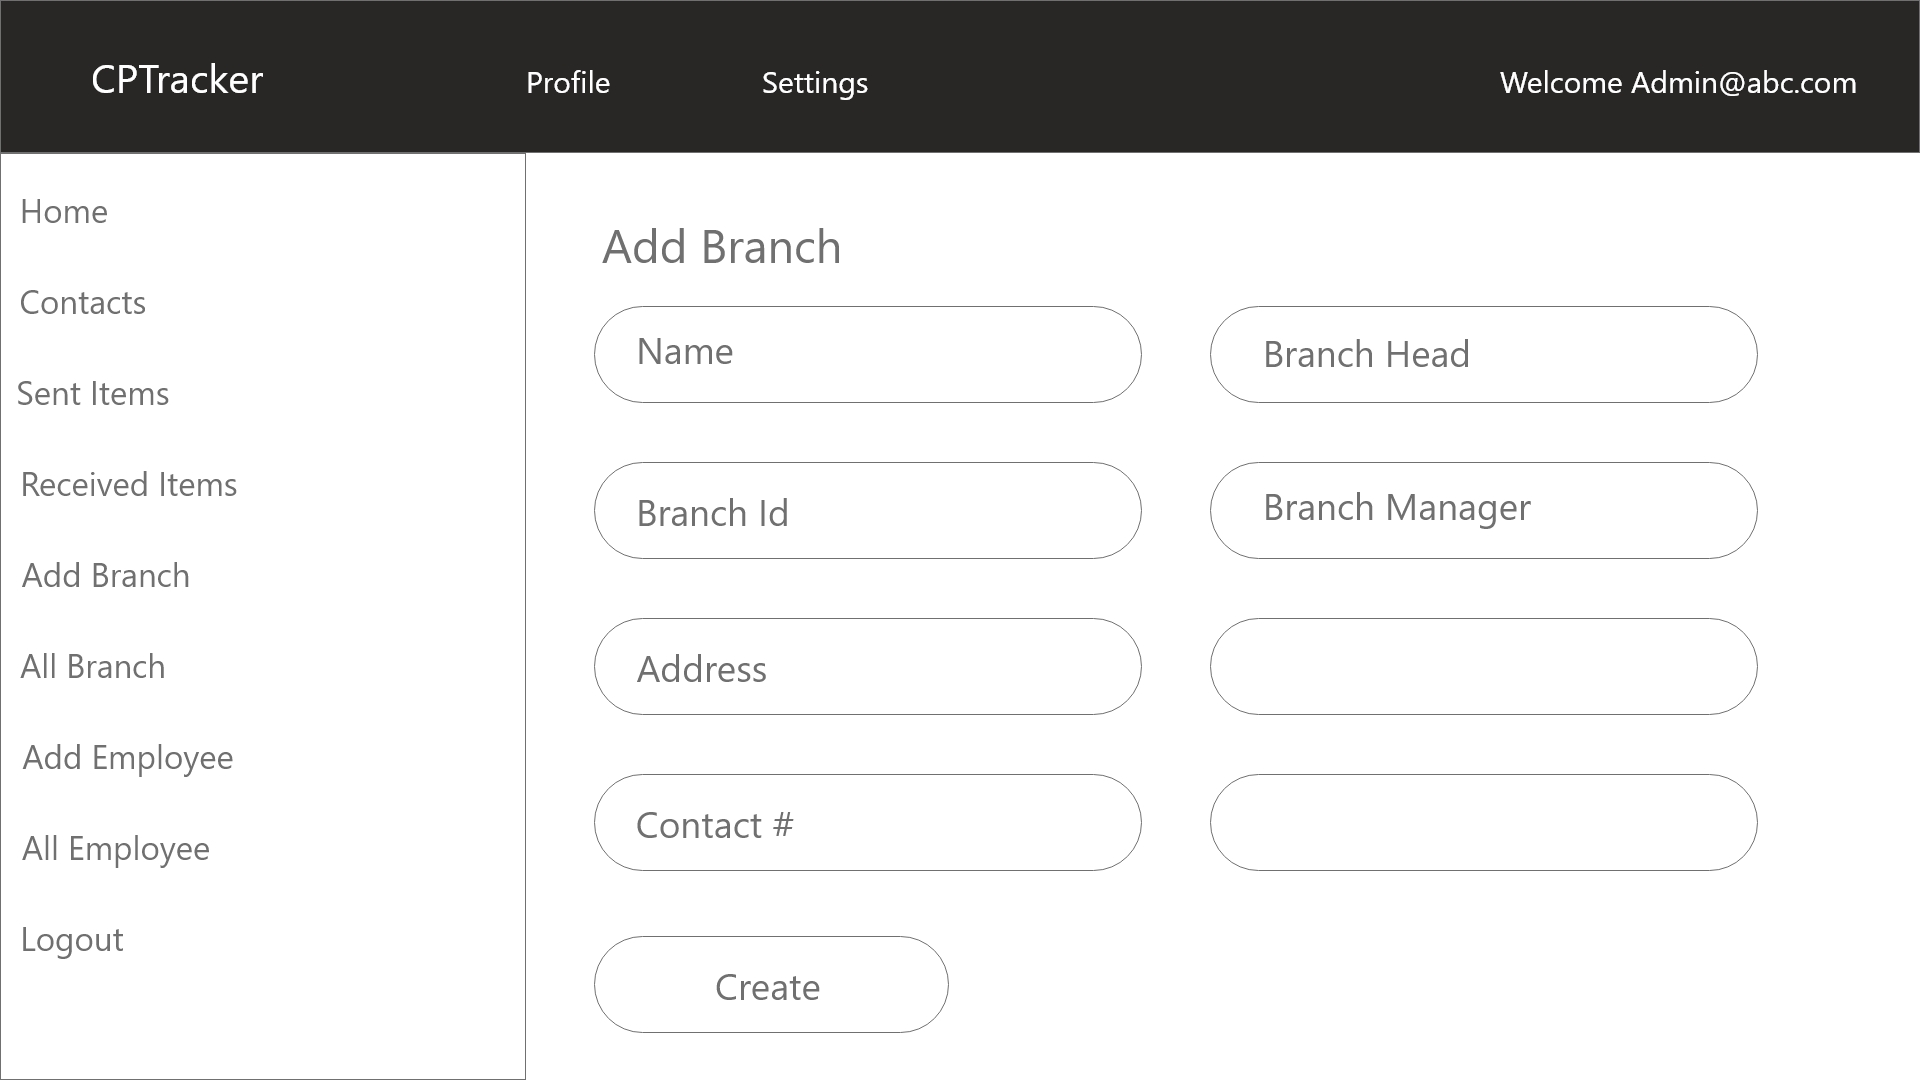 CPTracker
Profile
Settings
Welcome Admin@abc.com
Home
Contacts
Sent Items
Received Items
Add Branch
All Branch
Add Employee
All Employee
Logout
Add Branch
Name
Branch Head
Branch Id
Branch Manager
Address
Contact #
Create